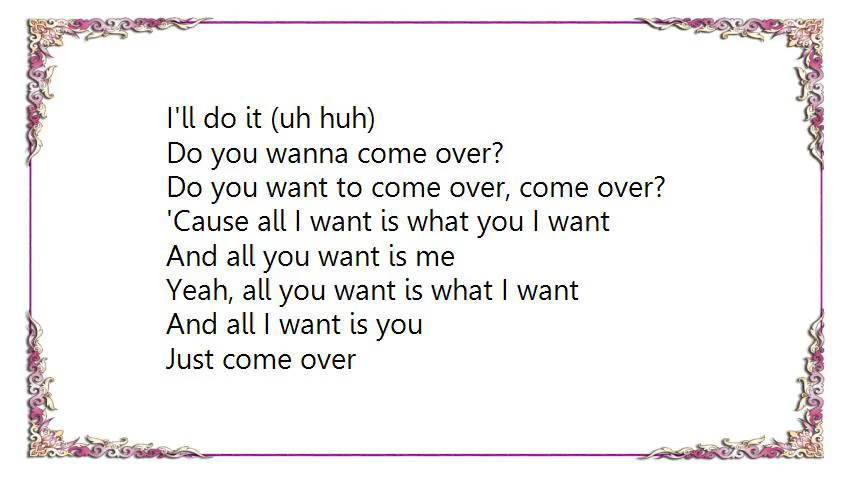 I'll do it (uh huh)
Do you wanna come over?
Do you want to come over, come over?
'Cause all I want is what you I want
And all you want is me
Yeah, all you want is what I want
And all I want is you
Just come over